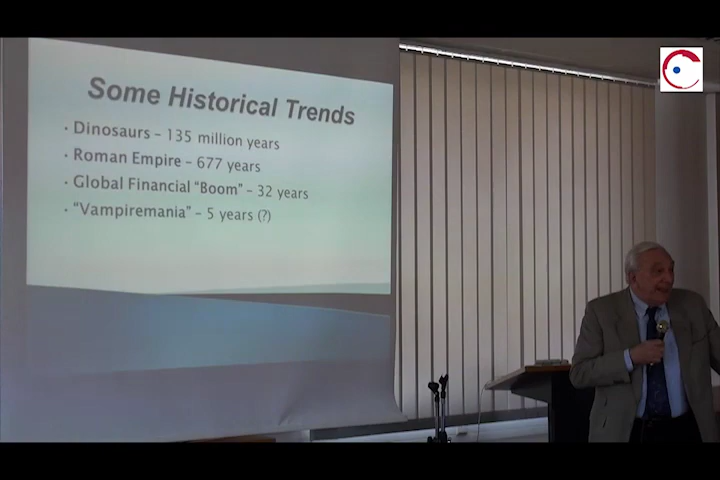 Some Historical Trends
· Dinosaurs – 135 million years
· Roman Empire – 677 years
· Global Financial “Boom” – 32 years
· “Vampiremania” – 5 years (?)